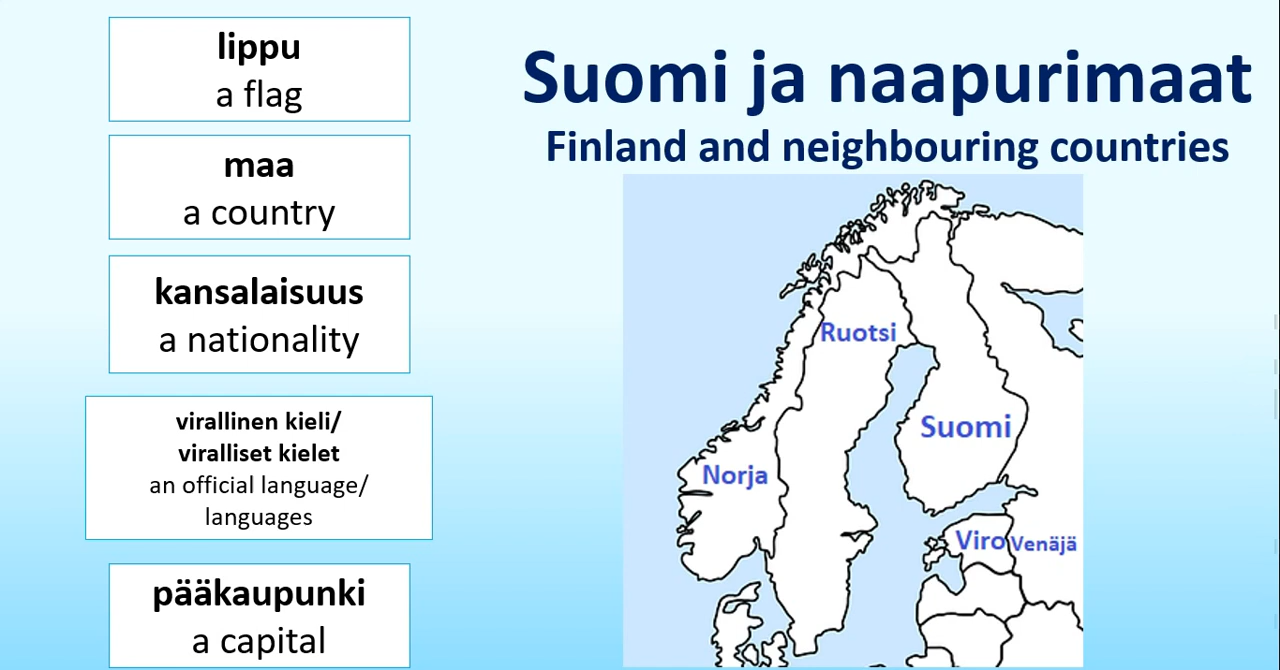 lippu
a flag
maa
a country
kansalaisuus
a nationality
virallinen kieli/
viralliset kielet
an official language/
languages
pääkaupunki
a capital
Suomi ja naapurimaat
Finland and neighbouring countries
Ruotsi
Suomi
Norja
Viro
Venäjä